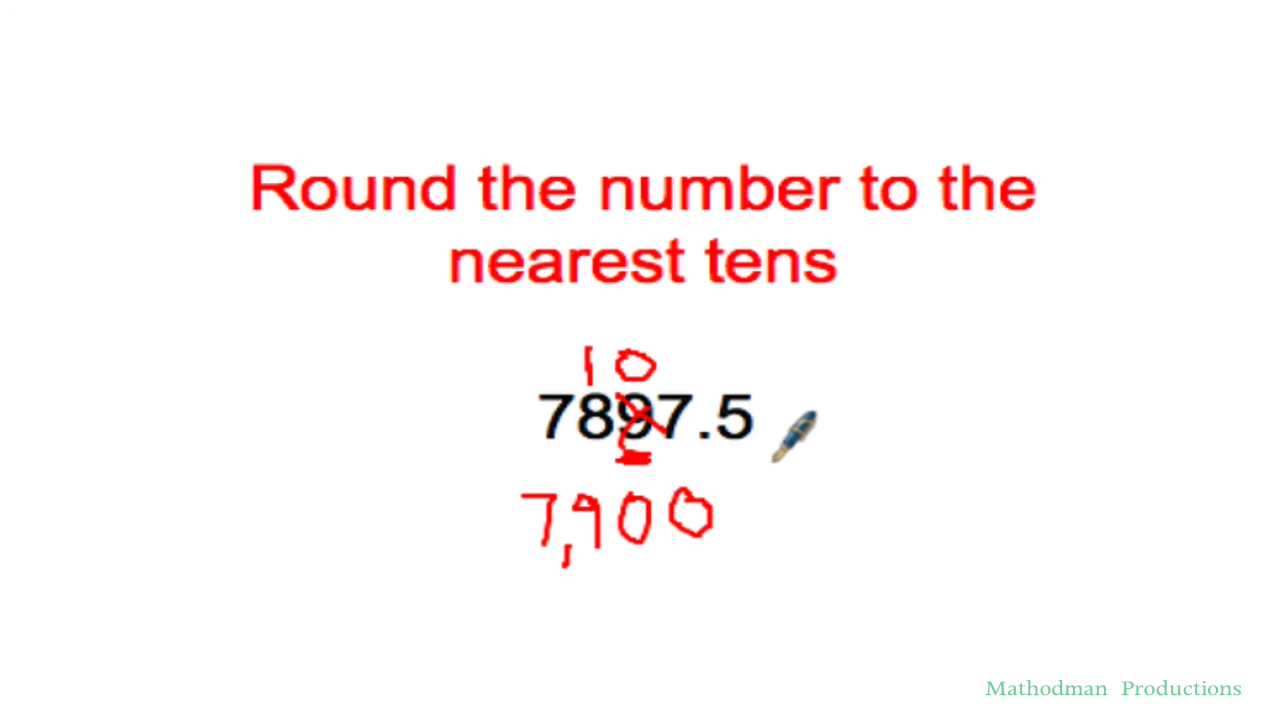 Round the number to the
nearest tens
10
7897.5
7,900
Mathodman Productions